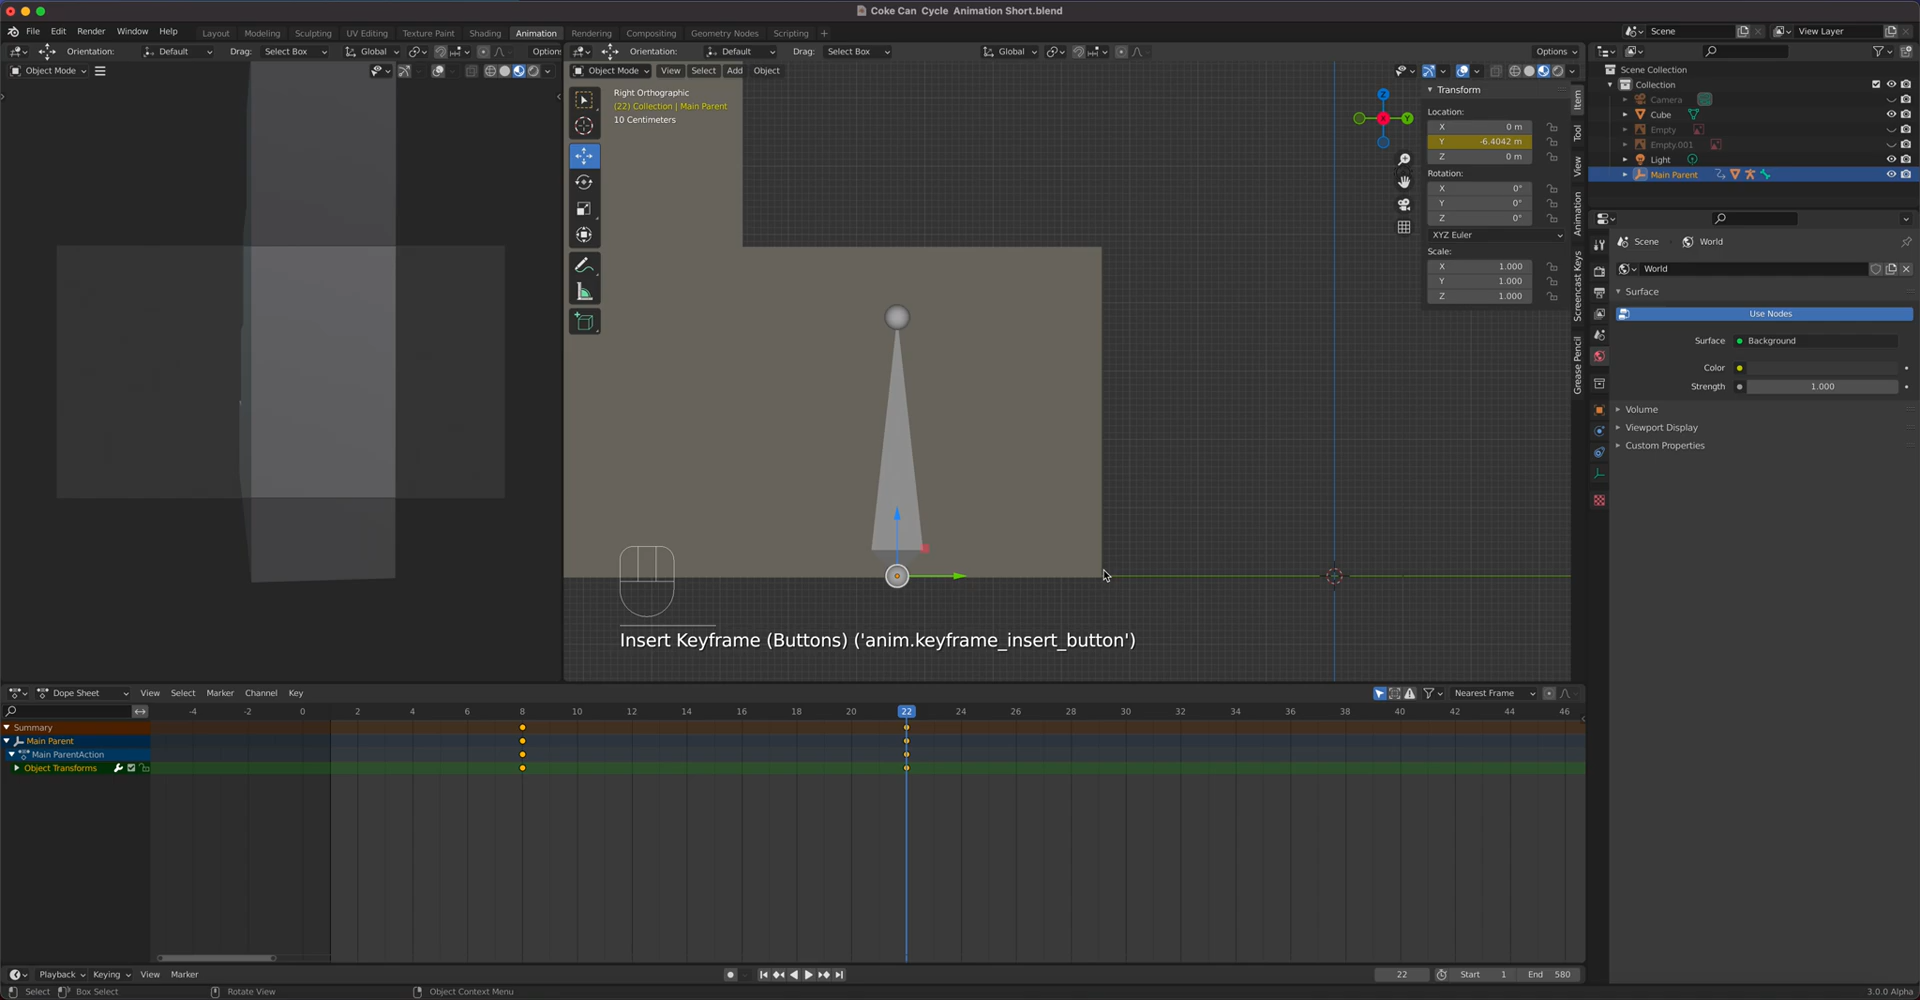 Coke Can Cycle Animation Short.blend
File Edit Render Window Help Layout Modeling Sculpting UV Editing Texture Paint Shading Animation Rendering Compositing Geometry Nodes Scripting + Scene View Layer
Orientation: Default Drag: Select Box Global Options
Orientation: Default Drag: Select Box Global Options
Object Mode
Object Mode View Select Add Object
Right Orthographic
(22) Collection | Main Parent
10 Centimeters
Z
X
Y
Transform
Location:
X 0 m
Y -6.4042 m
Z 0 m
Rotation:
X 0°
Y 0°
Z 0°
XYZ Euler
Scale:
X 1.000
Y 1.000
Z 1.000
Item
Tool
View
Animation
Screencast Keys
Grease Pencil
Insert Keyframe (Buttons) ('anim.keyframe_insert_button')
Scene Collection
Collection
Camera
Cube
Empty
Empty.001
Light
Main Parent
Scene World
World
Surface
Use Nodes
Surface Background
Color
Strength 1.000
Volume
Viewport Display
Custom Properties
Dope Sheet View Select Marker Channel Key Nearest Frame
-4 -2 0 2 4 6 8 10 12 14 16 18 20 22 24 26 28 30 32 34 36 38 40 42 44 46
Summary
Main Parent
Main ParentAction
Object Transforms
Playback Keying View Marker 22 Start 1 End 580
Select Box Select Rotate View Object Context Menu 3.0.0 Alpha